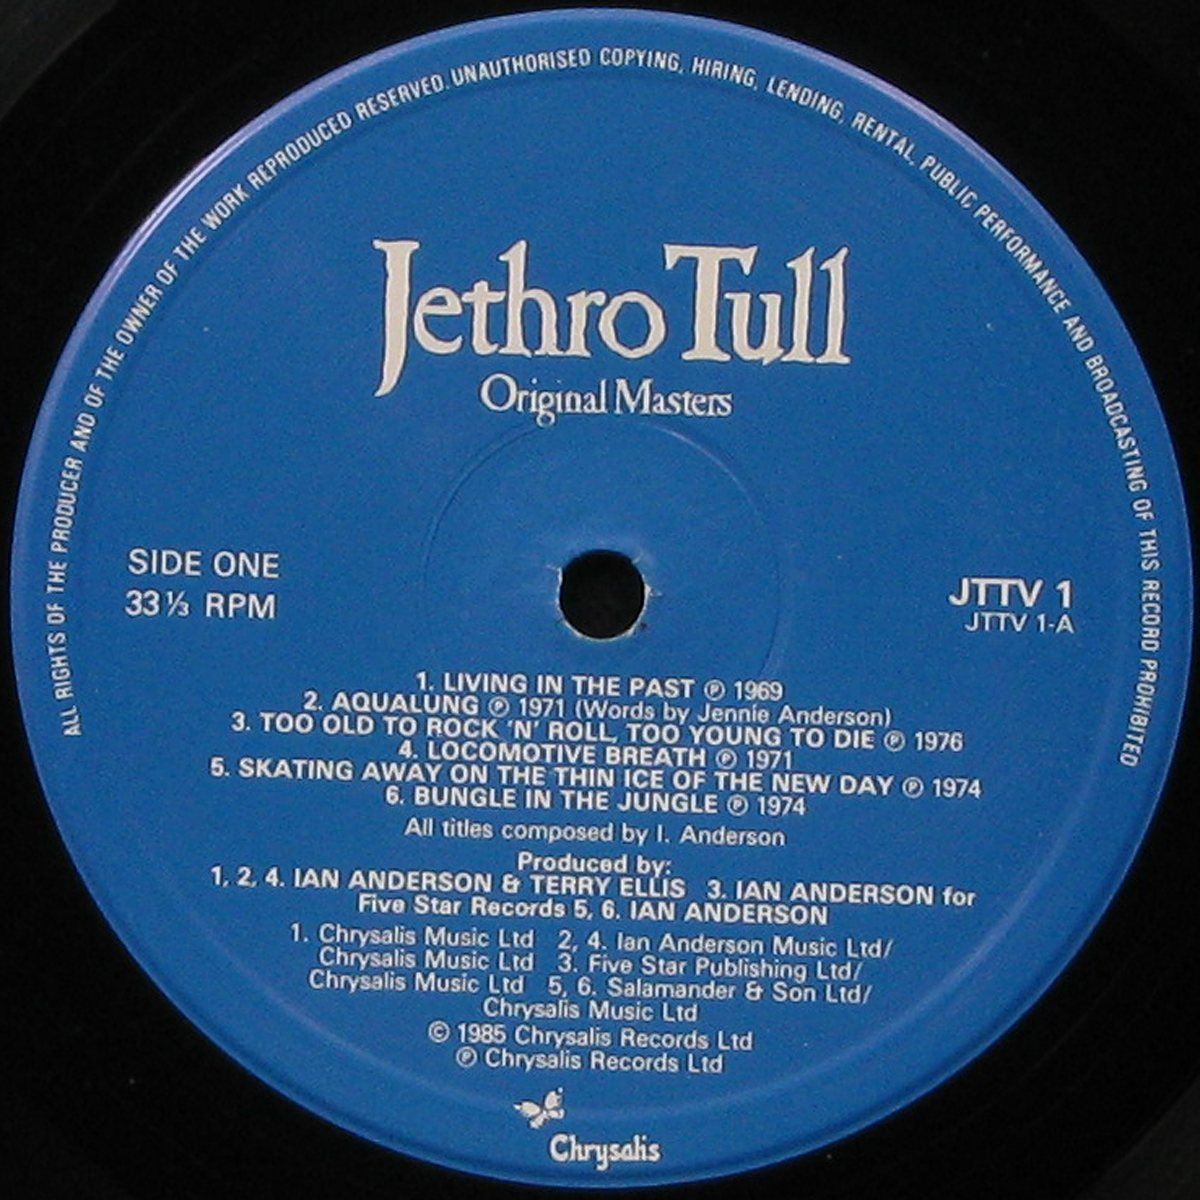 ALL RIGHTS OF THE PRODUCER AND OF THE OWNER OF THE WORK REPRODUCED RESERVED. UNAUTHORISED COPYING, HIRING, LENDING, RENTAL, PUBLIC PERFORMANCE AND BROADCASTING OF THIS RECORD PROHIBITED
Jethro Tull
Original Masters
SIDE ONE
33⅓ RPM
JTTV 1
JTTV 1-A
1. LIVING IN THE PAST ℗ 1969
2. AQUALUNG ℗ 1971 (Words by Jennie Anderson)
3. TOO OLD TO ROCK 'N' ROLL, TOO YOUNG TO DIE ℗ 1976
4. LOCOMOTIVE BREATH ℗ 1971
5. SKATING AWAY ON THE THIN ICE OF THE NEW DAY ℗ 1974
6. BUNGLE IN THE JUNGLE ℗ 1974
All titles composed by I. Anderson
Produced by:
1, 2, 4. IAN ANDERSON & TERRY ELLIS 3. IAN ANDERSON for
Five Star Records 5, 6. IAN ANDERSON
1. Chrysalis Music Ltd 2, 4. Ian Anderson Music Ltd/
Chrysalis Music Ltd 3. Five Star Publishing Ltd/
Chrysalis Music Ltd 5, 6. Salamander & Son Ltd/
Chrysalis Music Ltd
© 1985 Chrysalis Records Ltd
℗ Chrysalis Records Ltd
Chrysalis